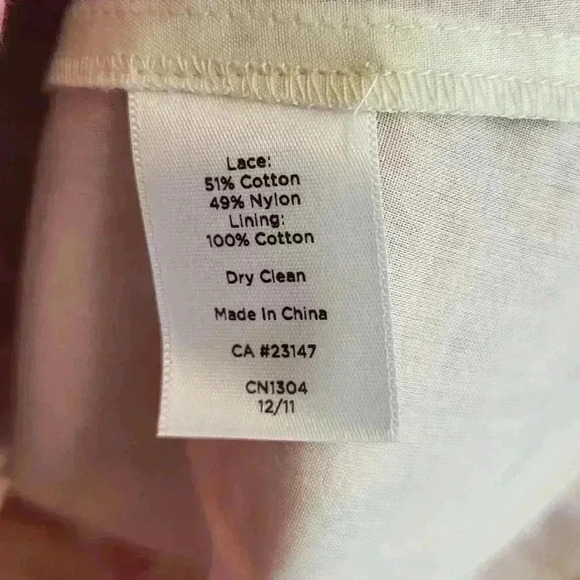 Lace:
51% Cotton
49% Nylon
Lining:
100% Cotton
Dry Clean
Made In China
CA #23147
CN1304
12/11